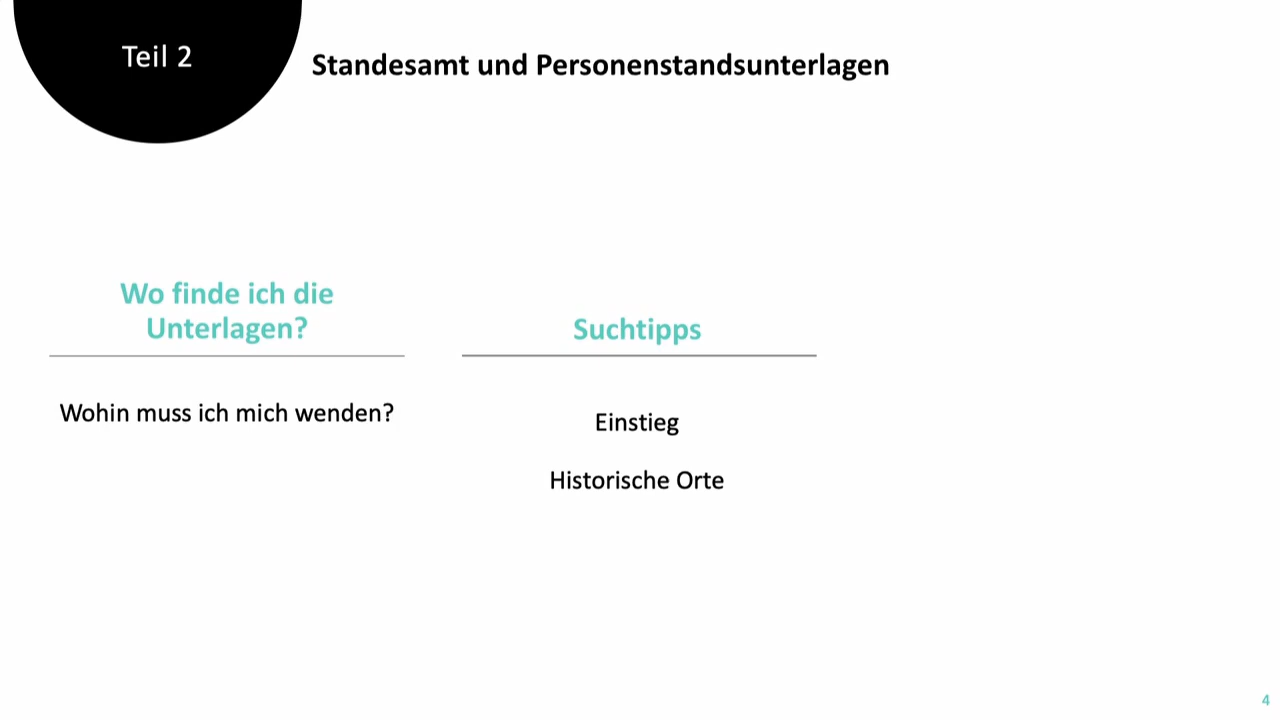 Teil 2
Standesamt und Personenstandsunterlagen
Wo finde ich die
Unterlagen?
Wohin muss ich mich wenden?
Suchtipps
Einstieg
Historische Orte
4